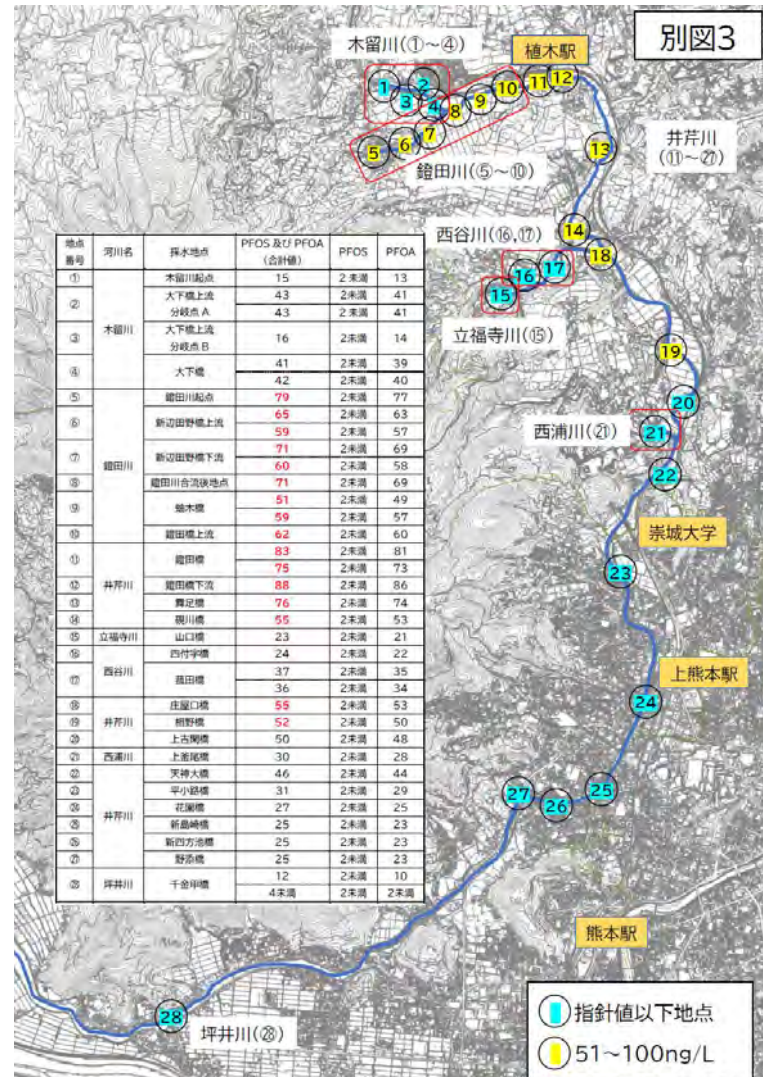 別図3
木留川(①~④)
植木駅
1
2
3
4
5
6
7
8
9
10
11
12
13
鐙田川(⑤~⑩)
井芹川
(⑪~㉗)
西谷川(⑯,⑰)
14
15
16
17
18
立福寺川(⑮)
19
20
西浦川(㉑)
21
22
崇城大学
23
上熊本駅
24
25
26
27
熊本駅
28
坪井川(㉘)
指針値以下地点
51~100ng/L
地点番号 河川名 採水地点 PFOS 及び PFOA (合計値) PFOS PFOA
① 木留川 木留川起点 15 2未満 13
② 大下橋上流 分岐点 A 43 2未満 41
43 2未満 41
③ 大下橋上流 分岐点 B 16 2未満 14
④ 大下橋 41 2未満 39
42 2未満 40
⑤ 鐙田川 鐙田川起点 79 2未満 77
⑥ 新辺田野橋上流 65 2未満 63
59 2未満 57
⑦ 新辺田野橋下流 71 2未満 69
60 2未満 58
⑧ 鐙田川合流後地点 71 2未満 69
⑨ 51 2未満 49
59 2未満 57
⑩ 鐙田橋上流 62 2未満 60
⑪ 井芹川 鐙田橋 83 2未満 81
75 2未満 73
⑫ 鐙田橋下流 88 2未満 86
⑬ 舞足橋 76 2未満 74
⑭ 硯川橋 55 2未満 53
⑮ 立福寺川 山口橋 23 2未満 21
⑯ 西谷川 四付字橋 24 2未満 22
⑰ 菰田橋 37 2未満 35
36 2未満 34
⑱ 井芹川 庄屋口橋 55 2未満 53
⑲ 52 2未満 50
⑳ 上古閑橋 50 2未満 48
㉑ 西浦川 上釜尾橋 30 2未満 28
㉒ 井芹川 天神大橋 46 2未満 44
㉓ 平小路橋 31 2未満 29
㉔ 花園橋 27 2未満 25
㉕ 新島崎橋 25 2未満 23
㉖ 新四方池橋 25 2未満 23
㉗ 野添橋 25 2未満 23
㉘ 坪井川 千金甲橋 12 2未満 10
4未満 2未満 2未満